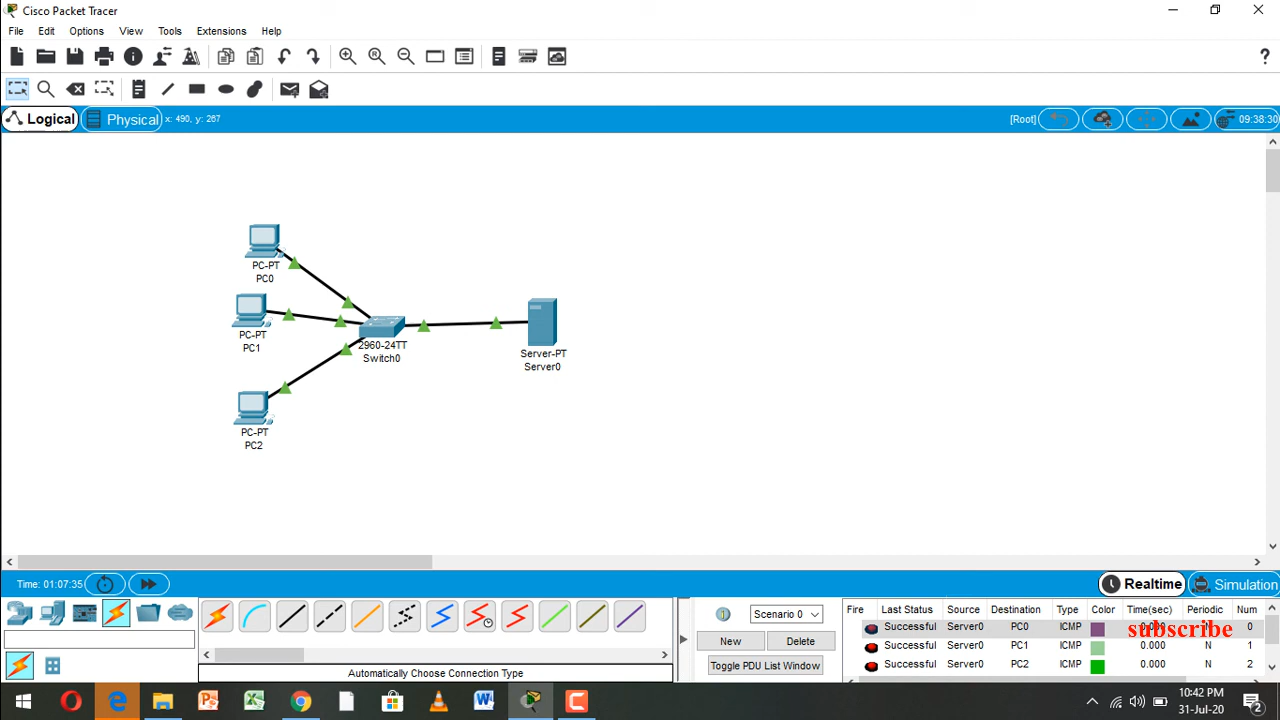 Cisco Packet Tracer
File Edit Options View Tools Extensions Help
Logical Physical x: 490, y: 267 [Root] 09:38:30
PC-PT
PC0
PC-PT
PC1
2960-24TT
Switch0
Server-PT
Server0
PC-PT
PC2
Time: 01:07:35 Realtime Simulation
Scenario 0
New Delete
Toggle PDU List Window
Automatically Choose Connection Type
Fire Last Status Source Destination Type Color Time(sec) Periodic Num
Successful Server0 PC0 ICMP 0.000 N 0
Successful Server0 PC1 ICMP 0.000 N 1
Successful Server0 PC2 ICMP 0.000 N 2
subscribe
10:42 PM
31-Jul-20
2